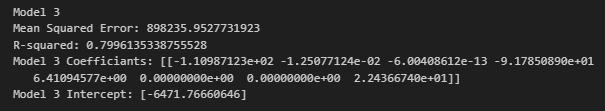 Model 3
Mean Squared Error: 898235.9527731923
R-squared: 0.7996135338755528
Model 3 Coefficiants: [[-1.10987123e+02 -1.25077124e-02 -6.00408612e-13 -9.17850890e+01
6.41094577e+00 0.00000000e+00 0.00000000e+00 2.24366740e+01]]
Model 3 Intercept: [-6471.76660646]